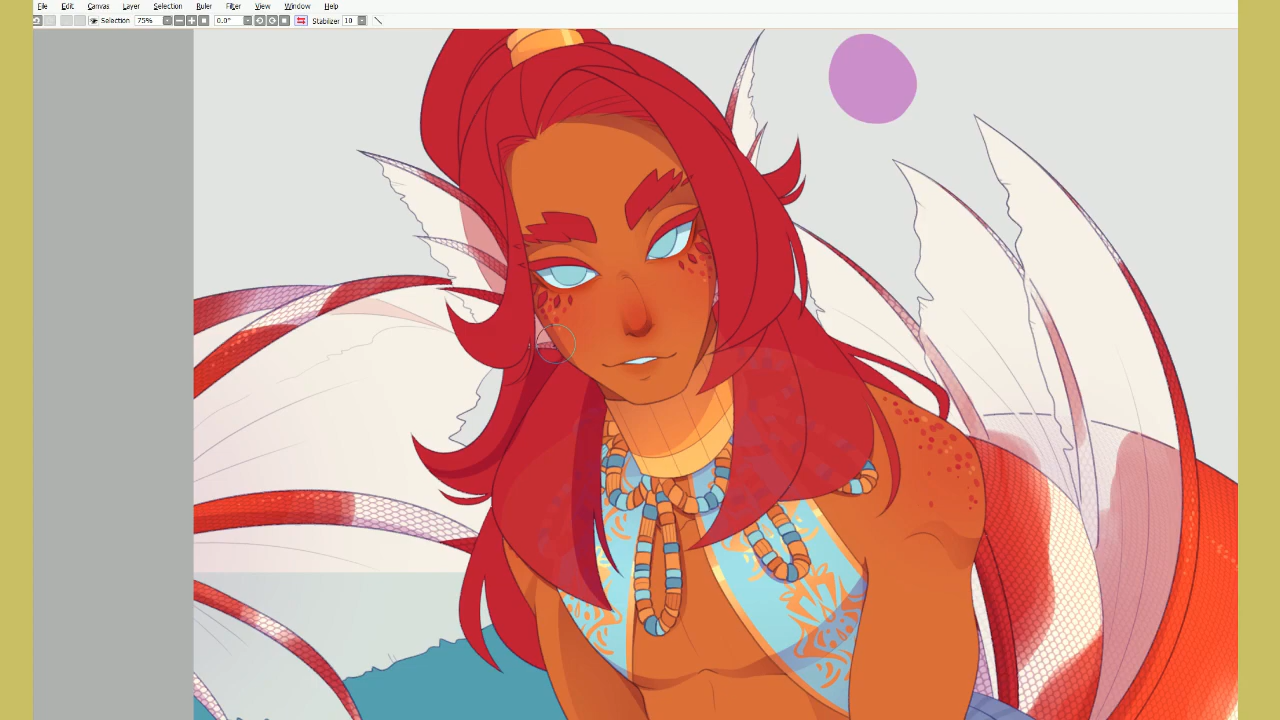 File Edit Canvas Layer Selection Ruler Filter View Window Help
Selection 75% 0.0° Stabilizer 10